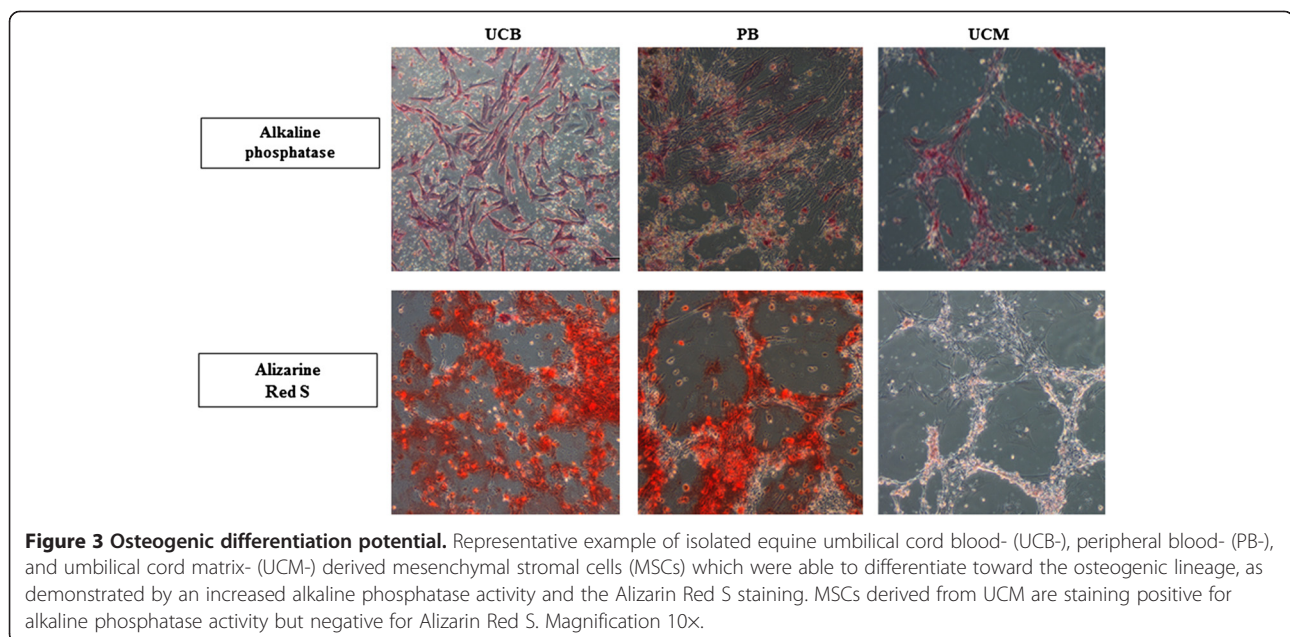 UCB PB UCM
Alkaline
phosphatase
Alizarine
Red S
Figure 3 Osteogenic differentiation potential. Representative example of isolated equine umbilical cord blood- (UCB-), peripheral blood- (PB-),
and umbilical cord matrix- (UCM-) derived mesenchymal stromal cells (MSCs) which were able to differentiate toward the osteogenic lineage, as
demonstrated by an increased alkaline phosphatase activity and the Alizarin Red S staining. MSCs derived from UCM are staining positive for
alkaline phosphatase activity but negative for Alizarin Red S. Magnification 10×.